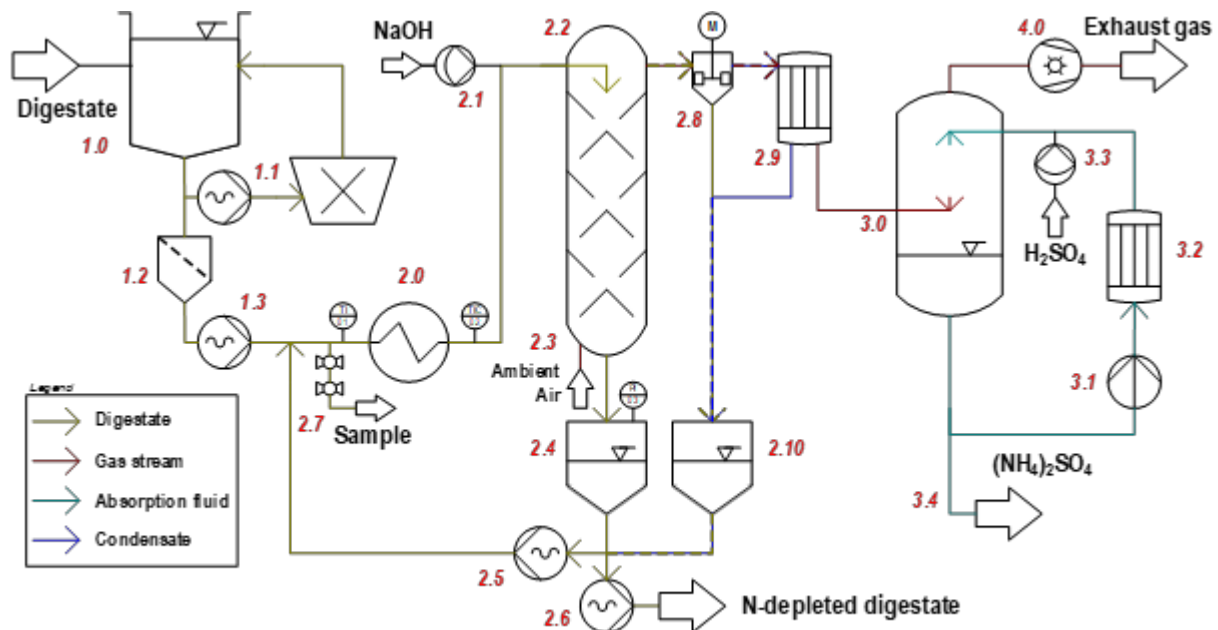 2.2
4.0
Exhaust gas
NaOH
M
2.1
Digestate
1.0
2.8
2.9
3.3
1.1
3.0
H₂SO₄
3.2
1.2
2.0
1.3
TI
01
2.3
Ambient
Air
3.1
Legend
Digestate
Gas stream
Absorption fluid
Condensate
2.7
Sample
2.4
2.10
(NH₄)₂SO₄
3.4
2.5
2.6
N-depleted digestate